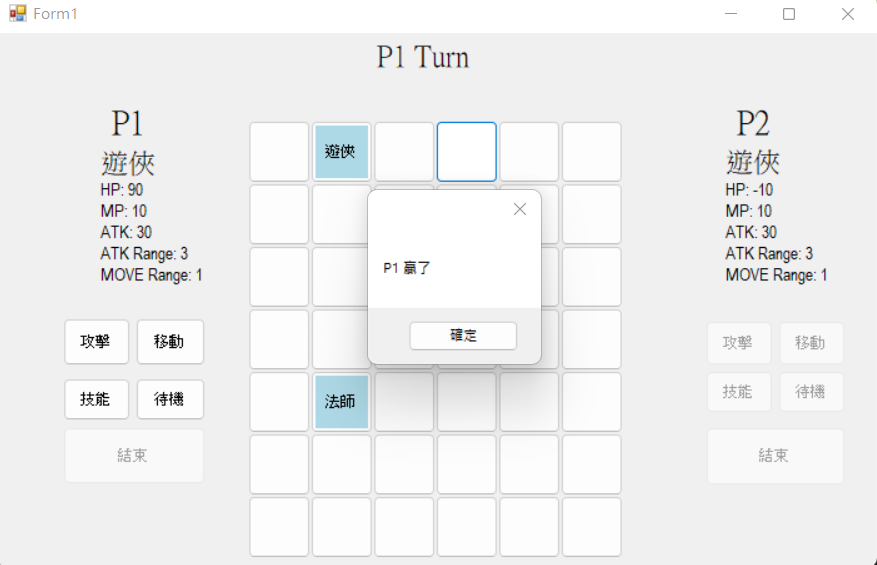 Form1
P1 Turn
P1
遊俠
HP: 90
MP: 10
ATK: 30
ATK Range: 3
MOVE Range: 1
攻擊 移動
技能 待機
結束
遊俠
法師
P1 贏了
確定
P2
遊俠
HP: -10
MP: 10
ATK: 30
ATK Range: 3
MOVE Range: 1
攻擊 移動
技能 待機
結束